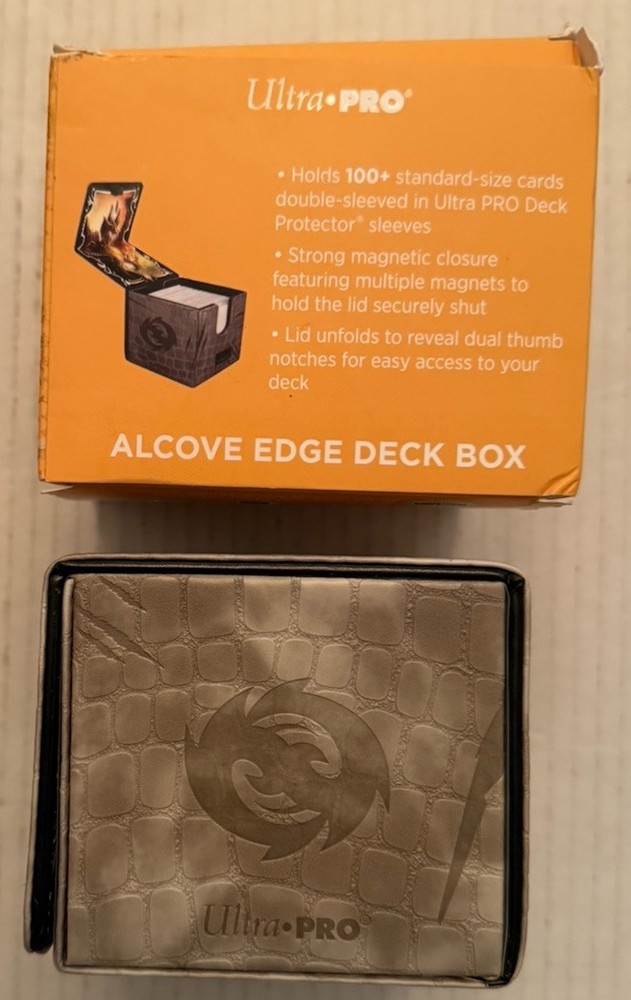 Ultra•PRO®
• Holds 100+ standard-size cards
double-sleeved in Ultra PRO Deck
Protector® sleeves
• Strong magnetic closure
featuring multiple magnets to
hold the lid securely shut
• Lid unfolds to reveal dual thumb
notches for easy access to your
deck
ALCOVE EDGE DECK BOX
Ultra•PRO